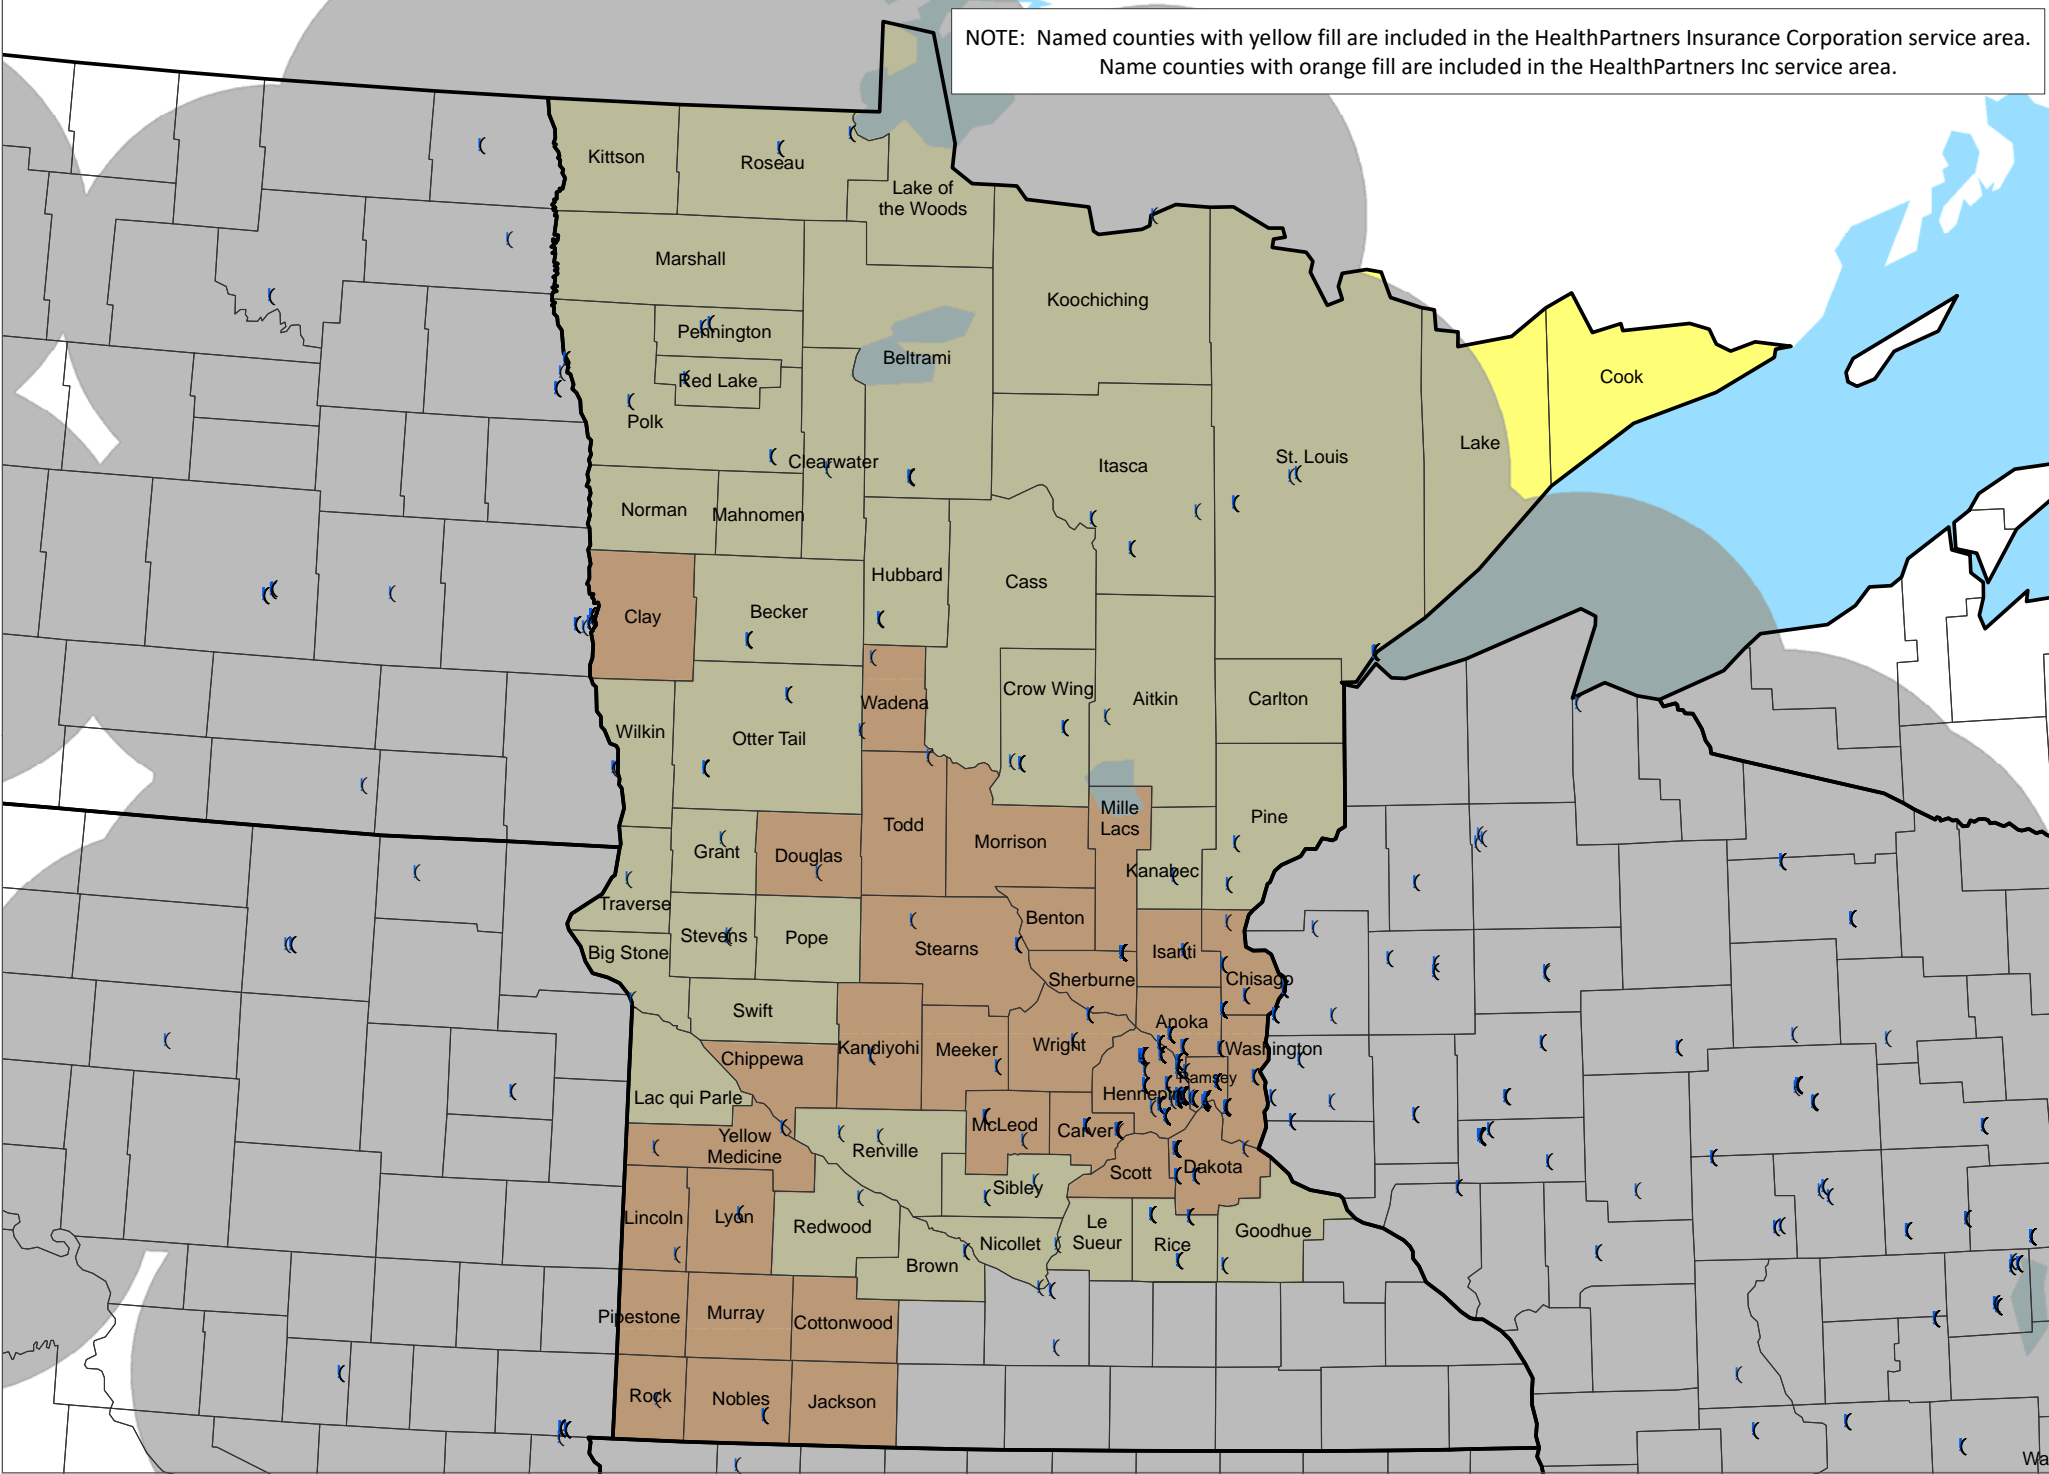 NOTE: Named counties with yellow fill are included in the HealthPartners Insurance Corporation service area.
Name counties with orange fill are included in the HealthPartners Inc service area.
Kittson
Roseau
Lake of
the Woods
Marshall
Koochiching
Pennington
Beltrami
Red Lake
Cook
Polk
Lake
Clearwater
Itasca
St. Louis
Norman
Mahnomen
Hubbard
Cass
Clay
Becker
Crow Wing
Aitkin
Carlton
Wadena
Wilkin
Otter Tail
Mille
Lacs
Pine
Todd
Morrison
Grant
Douglas
Kanabec
Traverse
Benton
Stevens
Pope
Stearns
Isanti
Big Stone
Sherburne
Chisago
Swift
Anoka
Kandiyohi
Meeker
Wright
Washington
Chippewa
Ramsey
Hennepin
Lac qui Parle
McLeod
Carver
Yellow
Medicine
Renville
Scott
Dakota
Sibley
Lincoln
Lyon
Redwood
Le
Sueur
Nicollet
Rice
Goodhue
Brown
Pipestone
Murray
Cottonwood
Rock
Nobles
Jackson
Wa